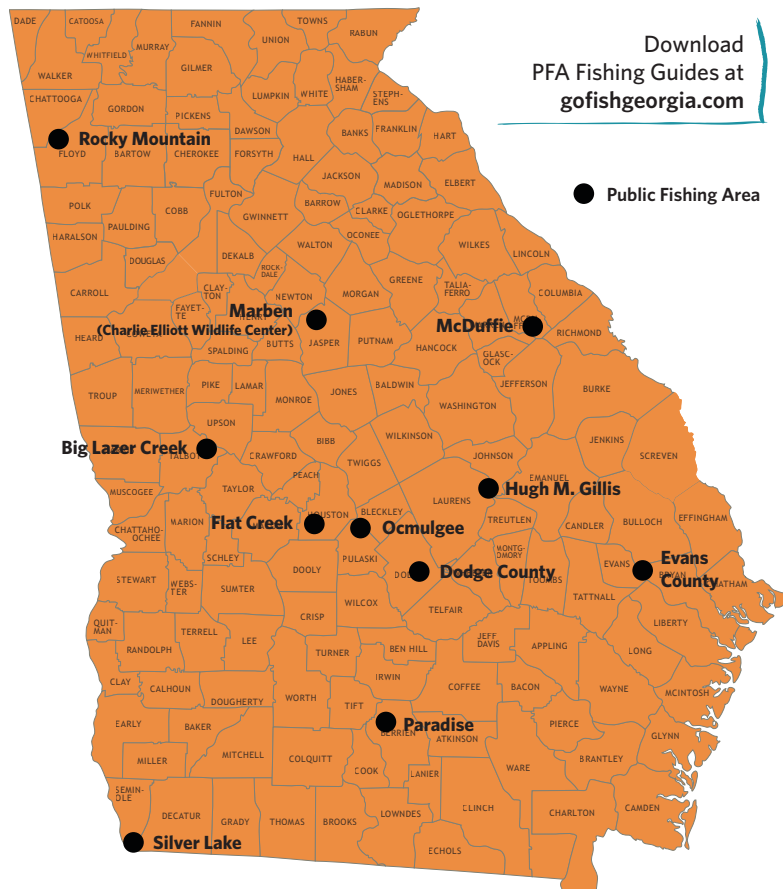 Download
PFA Fishing Guides at
gofishgeorgia.com
Public Fishing Area
DADE
CATOOSA
FANNIN
TOWNS
RABUN
UNION
MURRAY
WHITFIELD
GILMER
WALKER
HABER-
SHAM
WHITE
LUMPKIN
STEPH-
ENS
CHATTOOGA
GORDON
PICKENS
DAWSON
BANKS
FRANKLIN
HART
Rocky Mountain
FLOYD
BARTOW
CHEROKEE
FORSYTH
HALL
JACKSON
MADISON
ELBERT
POLK
FULTON
BARROW
CLARKE
OGLETHORPE
COBB
GWINNETT
PAULDING
HARALSON
OCONEE
WALTON
WILKES
DEKALB
DOUGLAS
LINCOLN
ROCK-
DALE
CARROLL
CLAY-
TON
NEWTON
MORGAN
GREENE
TALIA-
FERRO
COLUMBIA
FAYET-
TE
Marben
McDuffie
(Charlie Elliott Wildlife Center)
RICHMOND
HEARD
SPALDING
BUTTS
JASPER
PUTNAM
HANCOCK
GLASC-
OCK
TROUP
MERIWETHER
PIKE
LAMAR
MONROE
JONES
BALDWIN
JEFFERSON
BURKE
WASHINGTON
UPSON
BIBB
WILKINSON
JENKINS
SCREVEN
Big Lazer Creek
TALBOT
CRAWFORD
TWIGGS
JOHNSON
PEACH
EMANUEL
MUSCOGEE
TAYLOR
LAURENS
Hugh M. Gillis
BLECKLEY
HOUSTON
Flat Creek
Ocmulgee
TREUTLEN
CANDLER
BULLOCH
EFFINGHAM
CHATTAHO-
OCHEE
MARION
MONTG-
OMORY
SCHLEY
DOOLY
PULASKI
Dodge County
EVANS
Evans
County
BRYAN
CHATHAM
STEWART
WEBS-
TER
SUMTER
TOOMBS
TATTNALL
WILCOX
TELFAIR
CRISP
QUIT-
MAN
LIBERTY
TERRELL
LEE
RANDOLPH
TURNER
BEN HILL
JEFF
DAVIS
APPLING
LONG
IRWIN
CLAY
CALHOUN
DOUGHERTY
WORTH
TIFT
COFFEE
BACON
WAYNE
MCINTOSH
EARLY
BAKER
Paradise
BERRIEN
ATKINSON
PIERCE
GLYNN
MITCHELL
COLQUITT
MILLER
COOK
LANIER
WARE
BRANTLEY
SEMIN-
OLE
DECATUR
GRADY
THOMAS
BROOKS
LOWNDES
CLINCH
CHARLTON
CAMDEN
Silver Lake
ECHOLS